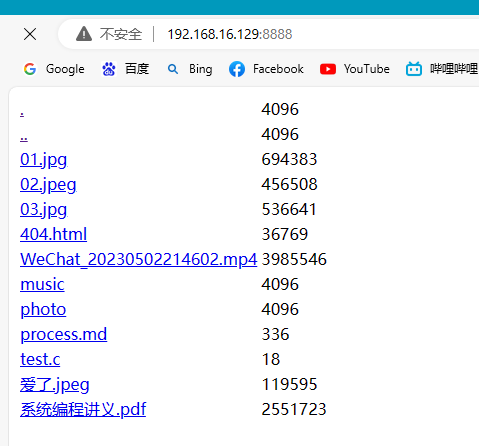 不安全 192.168.16.129:8888
Google 百度 Bing Facebook YouTube 哔哩哔哩
. 4096
.. 4096
01.jpg 694383
02.jpeg 456508
03.jpg 536641
404.html 36769
WeChat_20230502214602.mp4 3985546
music 4096
photo 4096
process.md 336
test.c 18
爱了.jpeg 119595
系统编程讲义.pdf 2551723